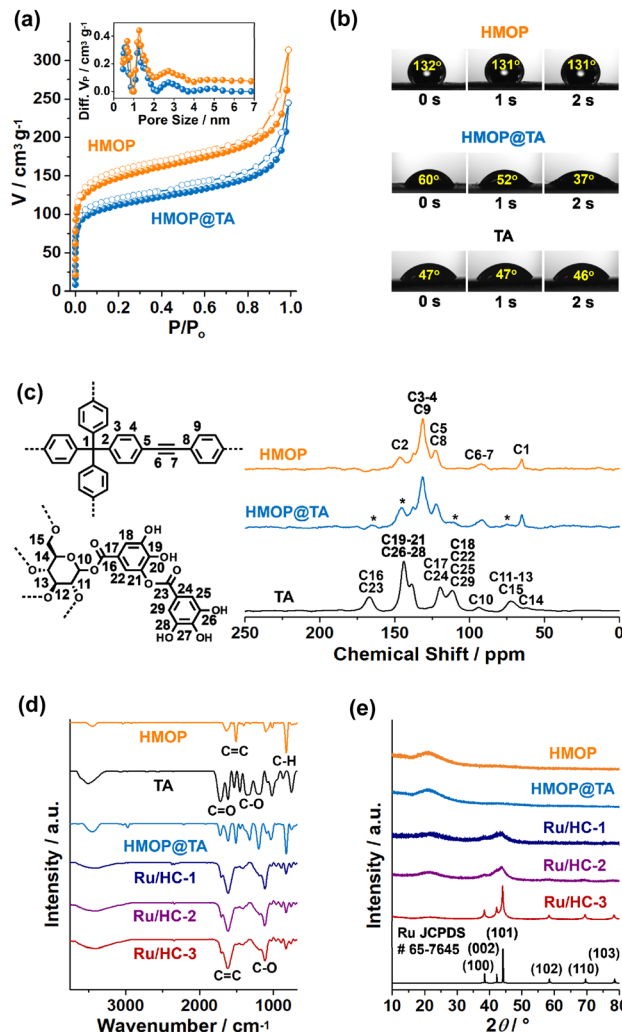 (a)
V / cm³ g⁻¹
300
250
200
150
100
50
0
0.0 0.2 0.4 0.6 0.8 1.0
P/Po
HMOP
HMOP@TA
Diff. VP / cm³ g⁻¹
0.4
0.2
0.0
0 1 2 3 4 5 6 7
Pore Size / nm
(b)
HMOP
132° 131° 131°
0 s 1 s 2 s
HMOP@TA
60° 52° 37°
0 s 1 s 2 s
TA
47° 47° 46°
0 s 1 s 2 s
(c)
1 2 3 4 5 6 7 8 9
15 O
14 O 10 O O 17 18 OH
13 12 11 16 19 OH
O O O 22 21 20
O O
23 24 25
29 26 OH
28 27
HO OH
HMOP
C2
C3-4
C9
C5
C8
C6-7
C1
HMOP@TA
* * * *
TA
C16
C23
C19-21
C26-28
C17
C24
C18
C22
C25
C29
C10
C11-13
C15
C14
250 200 150 100 50 0
Chemical Shift / ppm
(d)
Intensity / a.u.
HMOP
C=C
C-H
TA
C=O
C-O
HMOP@TA
Ru/HC-1
Ru/HC-2
Ru/HC-3
C=C
C-O
3000 2000 1000
Wavenumber / cm⁻¹
(e)
Intensity / a.u.
HMOP
HMOP@TA
Ru/HC-1
Ru/HC-2
Ru/HC-3
Ru JCPDS
# 65-7645
(100)
(002)
(101)
(102)
(110)
(103)
10 20 30 40 50 60 70 80
2θ / °